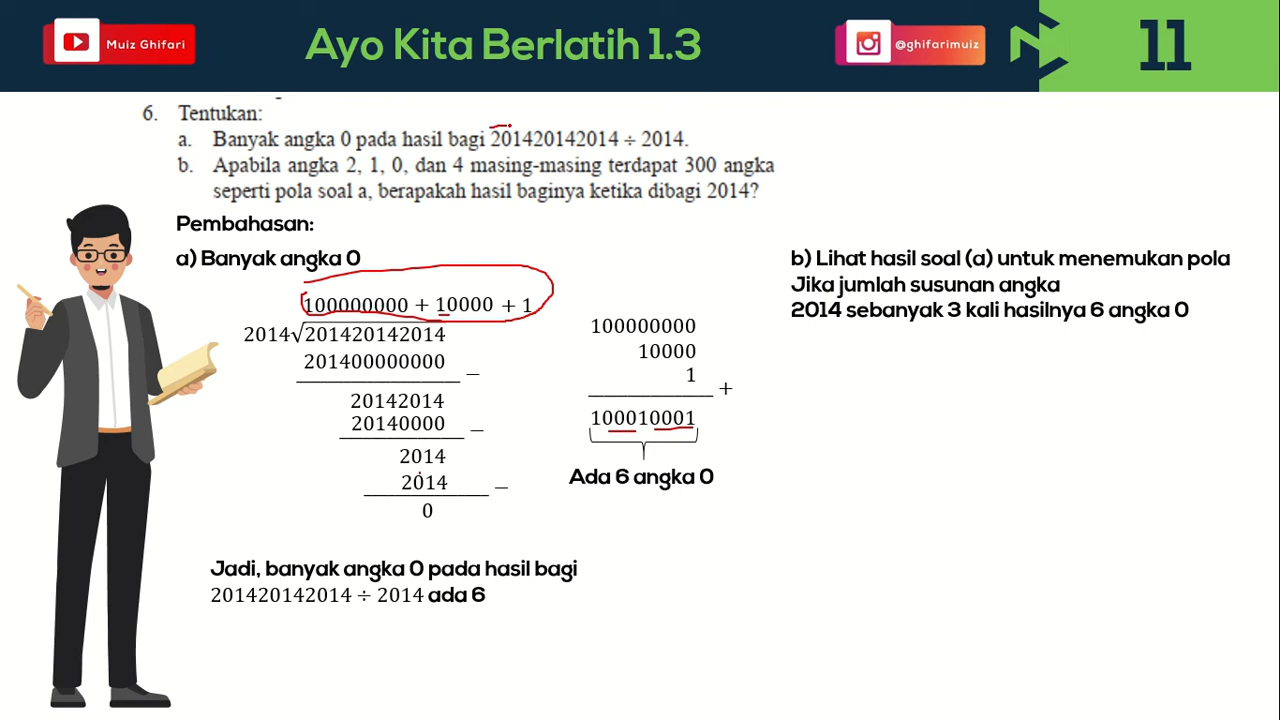 Muiz Ghifari
Ayo Kita Berlatih 1.3
@ghifarimuiz
11
6. Tentukan:
a. Banyak angka 0 pada hasil bagi 201420142014 ÷ 2014.
b. Apabila angka 2, 1, 0, dan 4 masing-masing terdapat 300 angka
seperti pola soal a, berapakah hasil baginya ketika dibagi 2014?
Pembahasan:
a) Banyak angka 0
100000000 + 10000 + 1
2014√201420142014
201400000000 −
20142014
20140000 −
2014
2014 −
0
100000000
10000
1 +
100010001
Ada 6 angka 0
Jadi, banyak angka 0 pada hasil bagi
201420142014 ÷ 2014 ada 6
b) Lihat hasil soal (a) untuk menemukan pola
Jika jumlah susunan angka
2014 sebanyak 3 kali hasilnya 6 angka 0